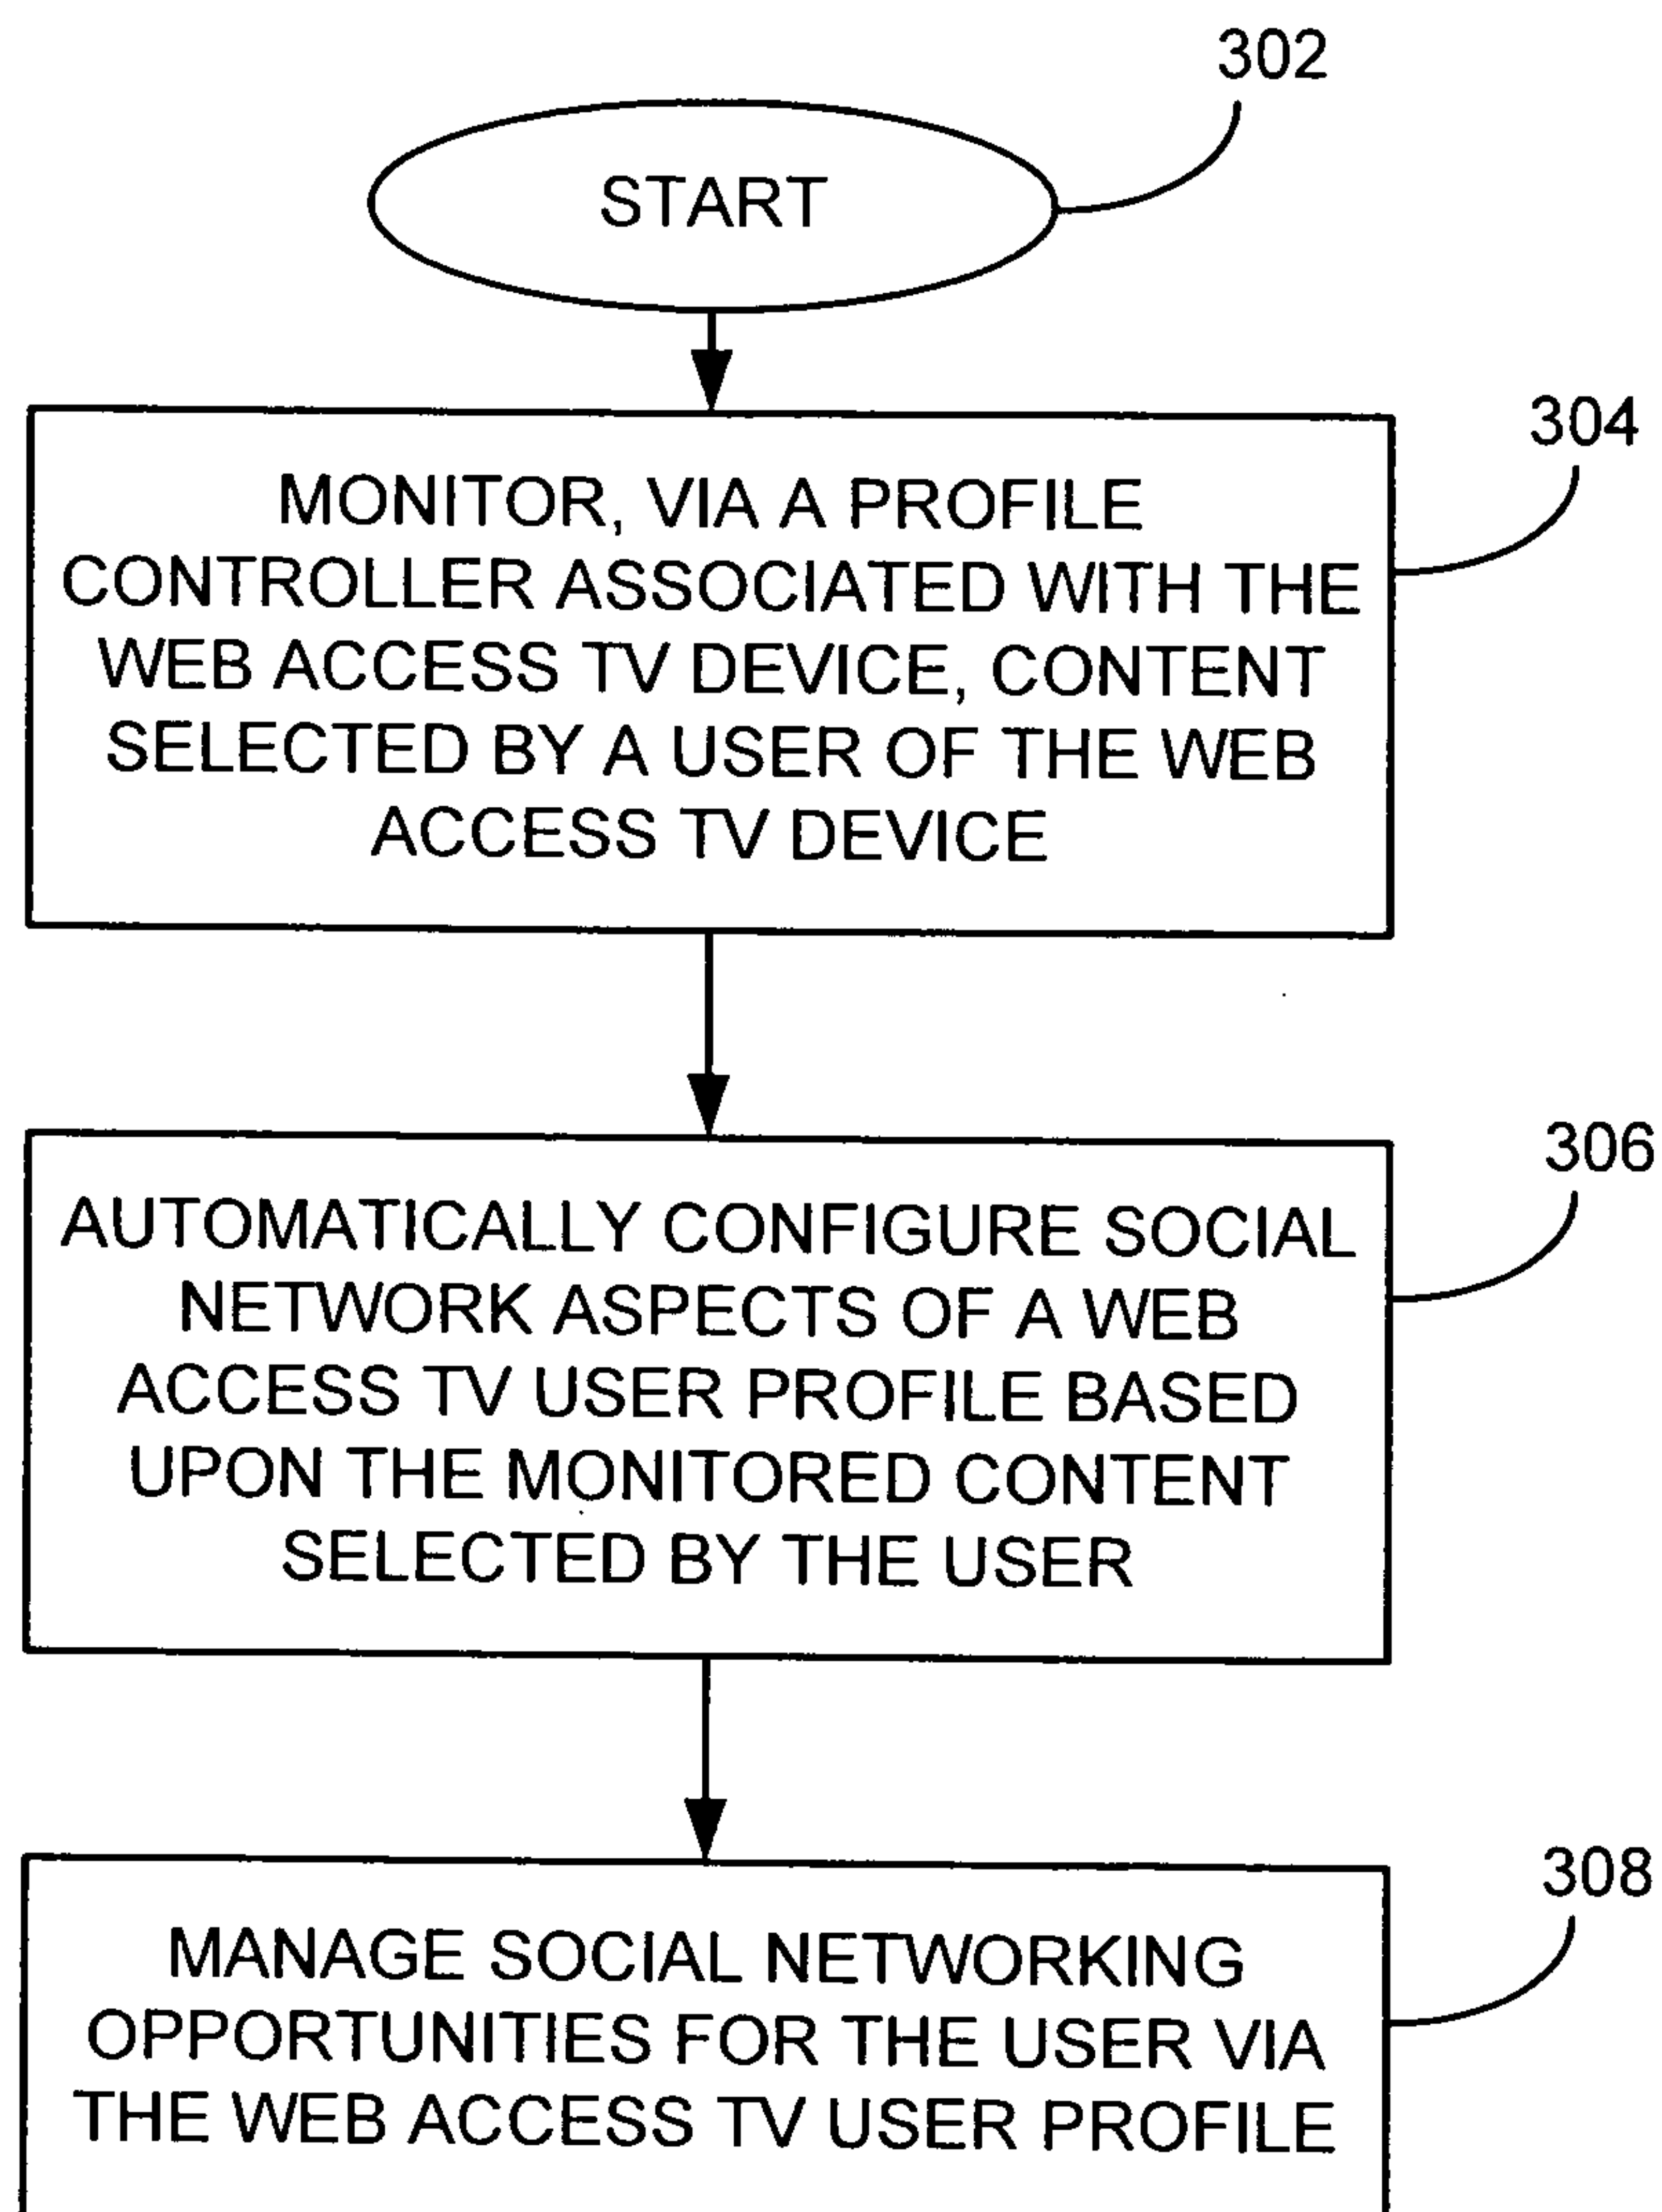 302
START
304
MONITOR, VIA A PROFILE
CONTROLLER ASSOCIATED WITH THE
WEB ACCESS TV DEVICE, CONTENT
SELECTED BY A USER OF THE WEB
ACCESS TV DEVICE
306
AUTOMATICALLY CONFIGURE SOCIAL
NETWORK ASPECTS OF A WEB
ACCESS TV USER PROFILE BASED
UPON THE MONITORED CONTENT
SELECTED BY THE USER
308
MANAGE SOCIAL NETWORKING
OPPORTUNITIES FOR THE USER VIA
THE WEB ACCESS TV USER PROFILE